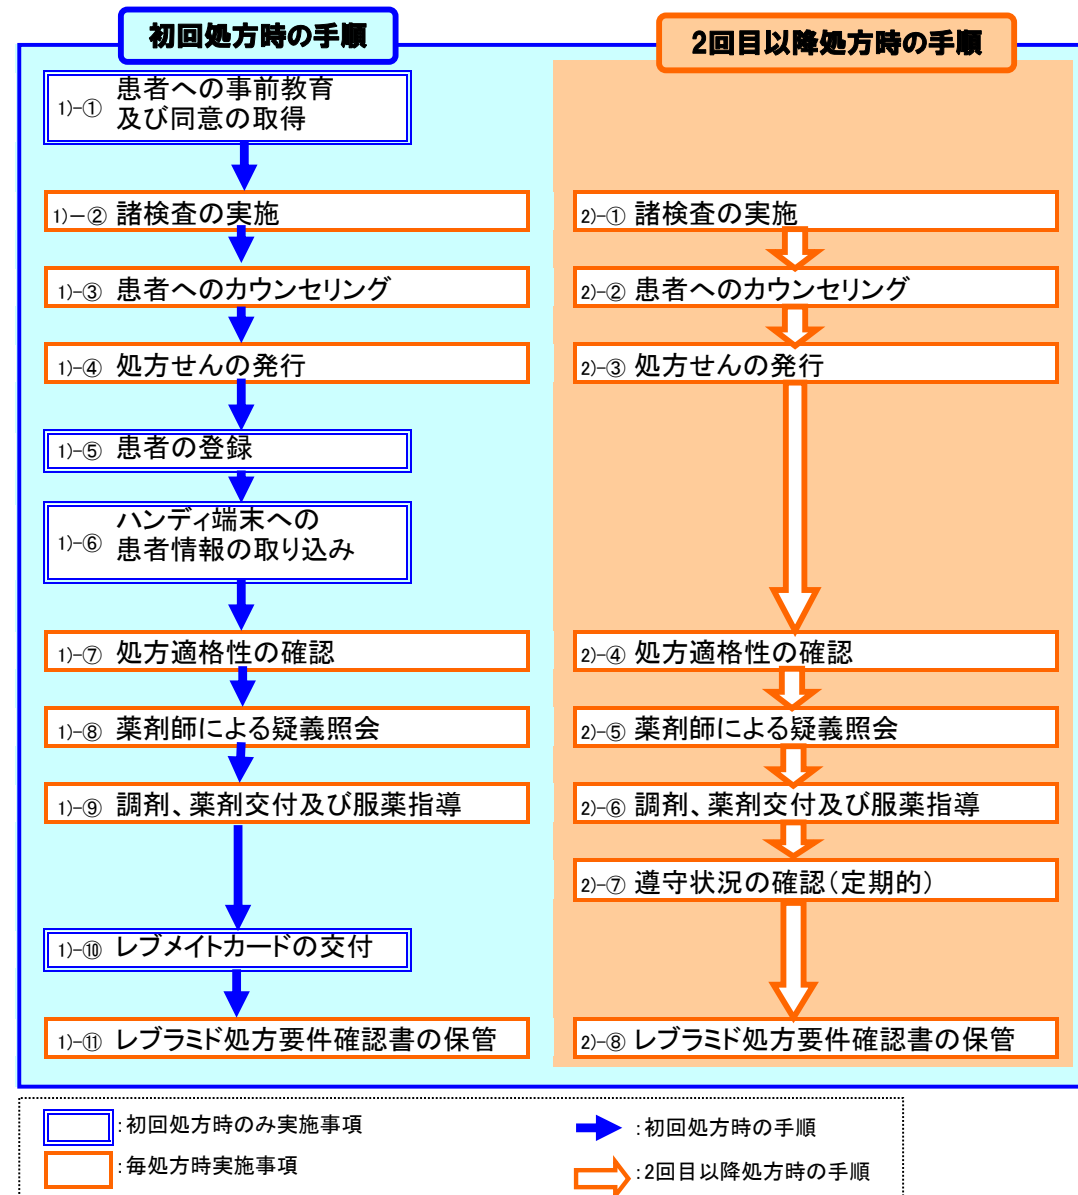 初回処方時の手順
1)-① 患者への事前教育
及び同意の取得
1)－② 諸検査の実施
1)-③ 患者へのカウンセリング
1)-④ 処方せんの発行
1)-⑤ 患者の登録
1)-⑥ ハンディ端末への
患者情報の取り込み
1)-⑦ 処方適格性の確認
1)-⑧ 薬剤師による疑義照会
1)-⑨ 調剤、薬剤交付及び服薬指導
1)-⑩ レブメイトカードの交付
1)-⑪ レブラミド処方要件確認書の保管
2回目以降処方時の手順
2)-① 諸検査の実施
2)-② 患者へのカウンセリング
2)-③ 処方せんの発行
2)-④ 処方適格性の確認
2)-⑤ 薬剤師による疑義照会
2)-⑥ 調剤、薬剤交付及び服薬指導
2)-⑦ 遵守状況の確認（定期的）
2)-⑧ レブラミド処方要件確認書の保管
:初回処方時のみ実施事項
:毎処方時実施事項
:初回処方時の手順
:2回目以降処方時の手順